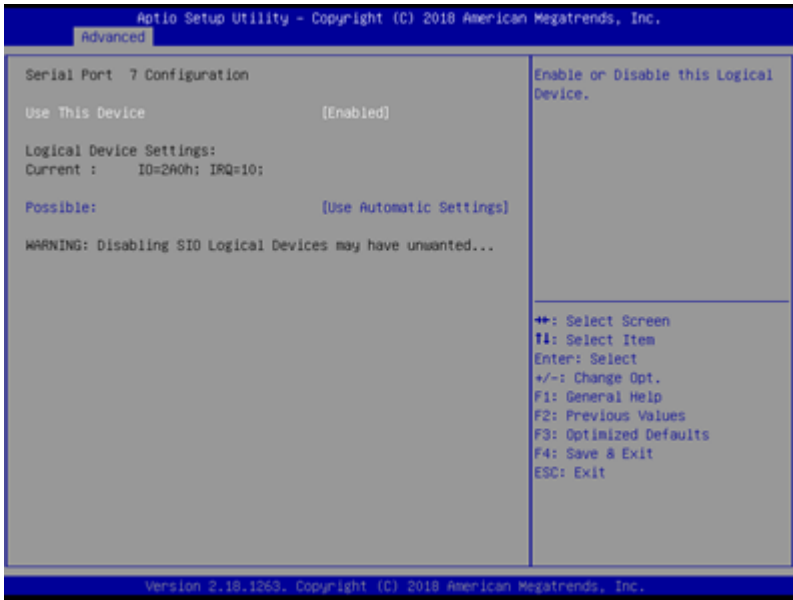 Aptio Setup Utility – Copyright (C) 2018 American Megatrends, Inc.
Advanced
Serial Port 7 Configuration
Use This Device [Enabled]
Logical Device Settings:
Current : IO=2A0h; IRQ=10;
Possible: [Use Automatic Settings]
WARNING: Disabling SIO Logical Devices may have unwanted...
Enable or Disable this Logical
Device.
→←: Select Screen
↑↓: Select Item
Enter: Select
+/-: Change Opt.
F1: General Help
F2: Previous Values
F3: Optimized Defaults
F4: Save & Exit
ESC: Exit
Version 2.18.1263. Copyright (C) 2018 American Megatrends, Inc.